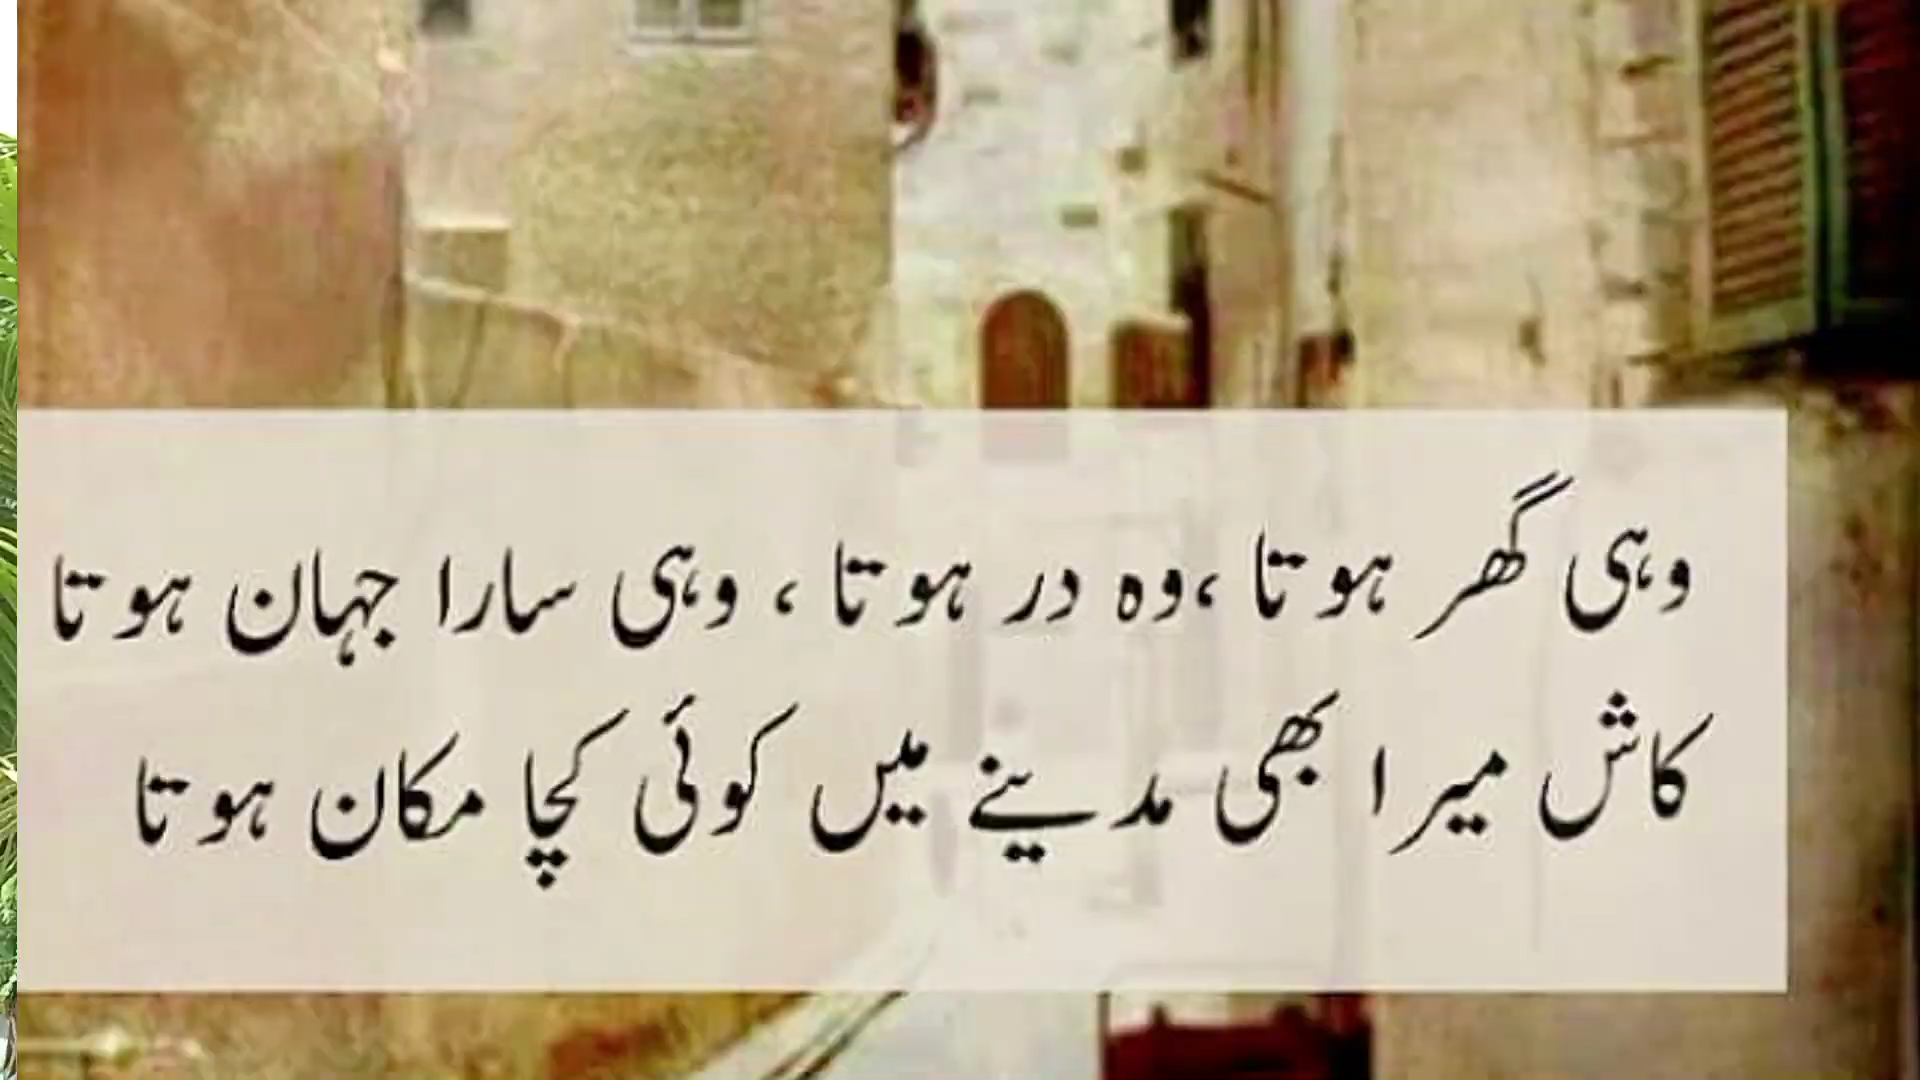 وہی گھر ہوتا ،وہ در ہوتا ، وہی سارا جہان ہوتا
کاش میرا بھی مدینے میں کوئی کچا مکان ہوتا